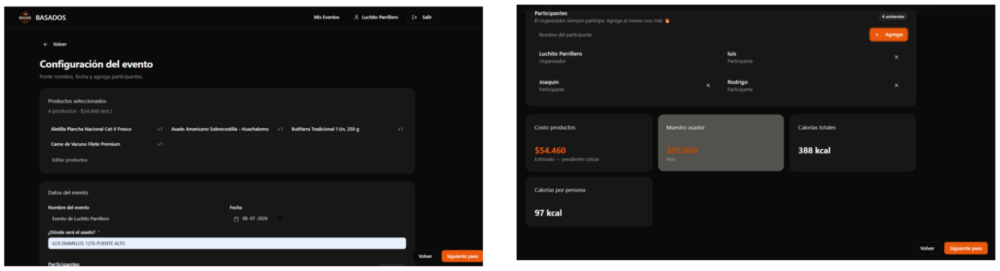 BASADOS
BASADOS
Mis Eventos
Luchito Parrillero
Salir
Volver
Configuración del evento
Ponle nombre, fecha y agrega participantes.
Productos seleccionados
4 productos - $54.460 (est.)
Aletilla Plancha Nacional Cat-V Fresco ×1
Asado Americano Sobrecostilla - Huachalomo ×1
Butifarra Tradicional 1 Un, 250 g ×1
Carne de Vacuno Filete Premium ×1
Editar productos
Datos del evento
Nombre del evento
Fecha
Evento de Luchito Parrillero
08-07-2026
¿Dónde será el asado? *
LOS DIAMELOS 1276 PUENTE ALTO
Participantes
Volver
Siguiente paso
Participantes
El organizador siempre participa. Agrega al menos uno más 🔥
4 asistentes
Nombre del participante
+ Agregar
Luchito Parrillero
Organizador
luis
Participante
Joaquin
Participante
Rodrigo
Participante
Costo productos
$54.460
Estimado — pendiente cotizar
Maestro asador
$95.000
Ana
Calorías totales
388 kcal
Calorías por persona
97 kcal
Volver
Siguiente paso